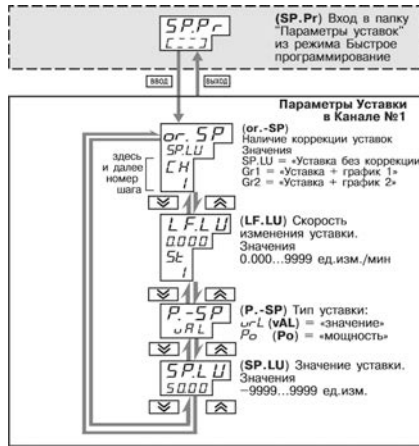 SP.Pr
[---]
(SP.Pr) Вход в папку
"Параметры уставок"
из режима Быстрое
программирование
ВВОД
ВЫХОД
Параметры Уставки
в Канале №1
or. SP
SP.LU
CH
1
здесь
и далее
номер
шага
(or.-SP)
Наличие коррекции уставок
Значения
SP.LU = «Уставка без коррекции
Gr1 = «Уставка + график 1»
Gr2 = «Уставка + график 2»
LF.LU
0.000
St
1
(LF.LU) Скорость
изменения уставки.
Значения
0.000...9999 ед.изм./мин
P.-SP
vAL
(P.-SP) Тип уставки:
vAL (vAL) = «значение»
Po (Po) = «мощность»
SP.LU
50.00
(SP.LU) Значение уставки.
Значения
–9999...9999 ед.изм.